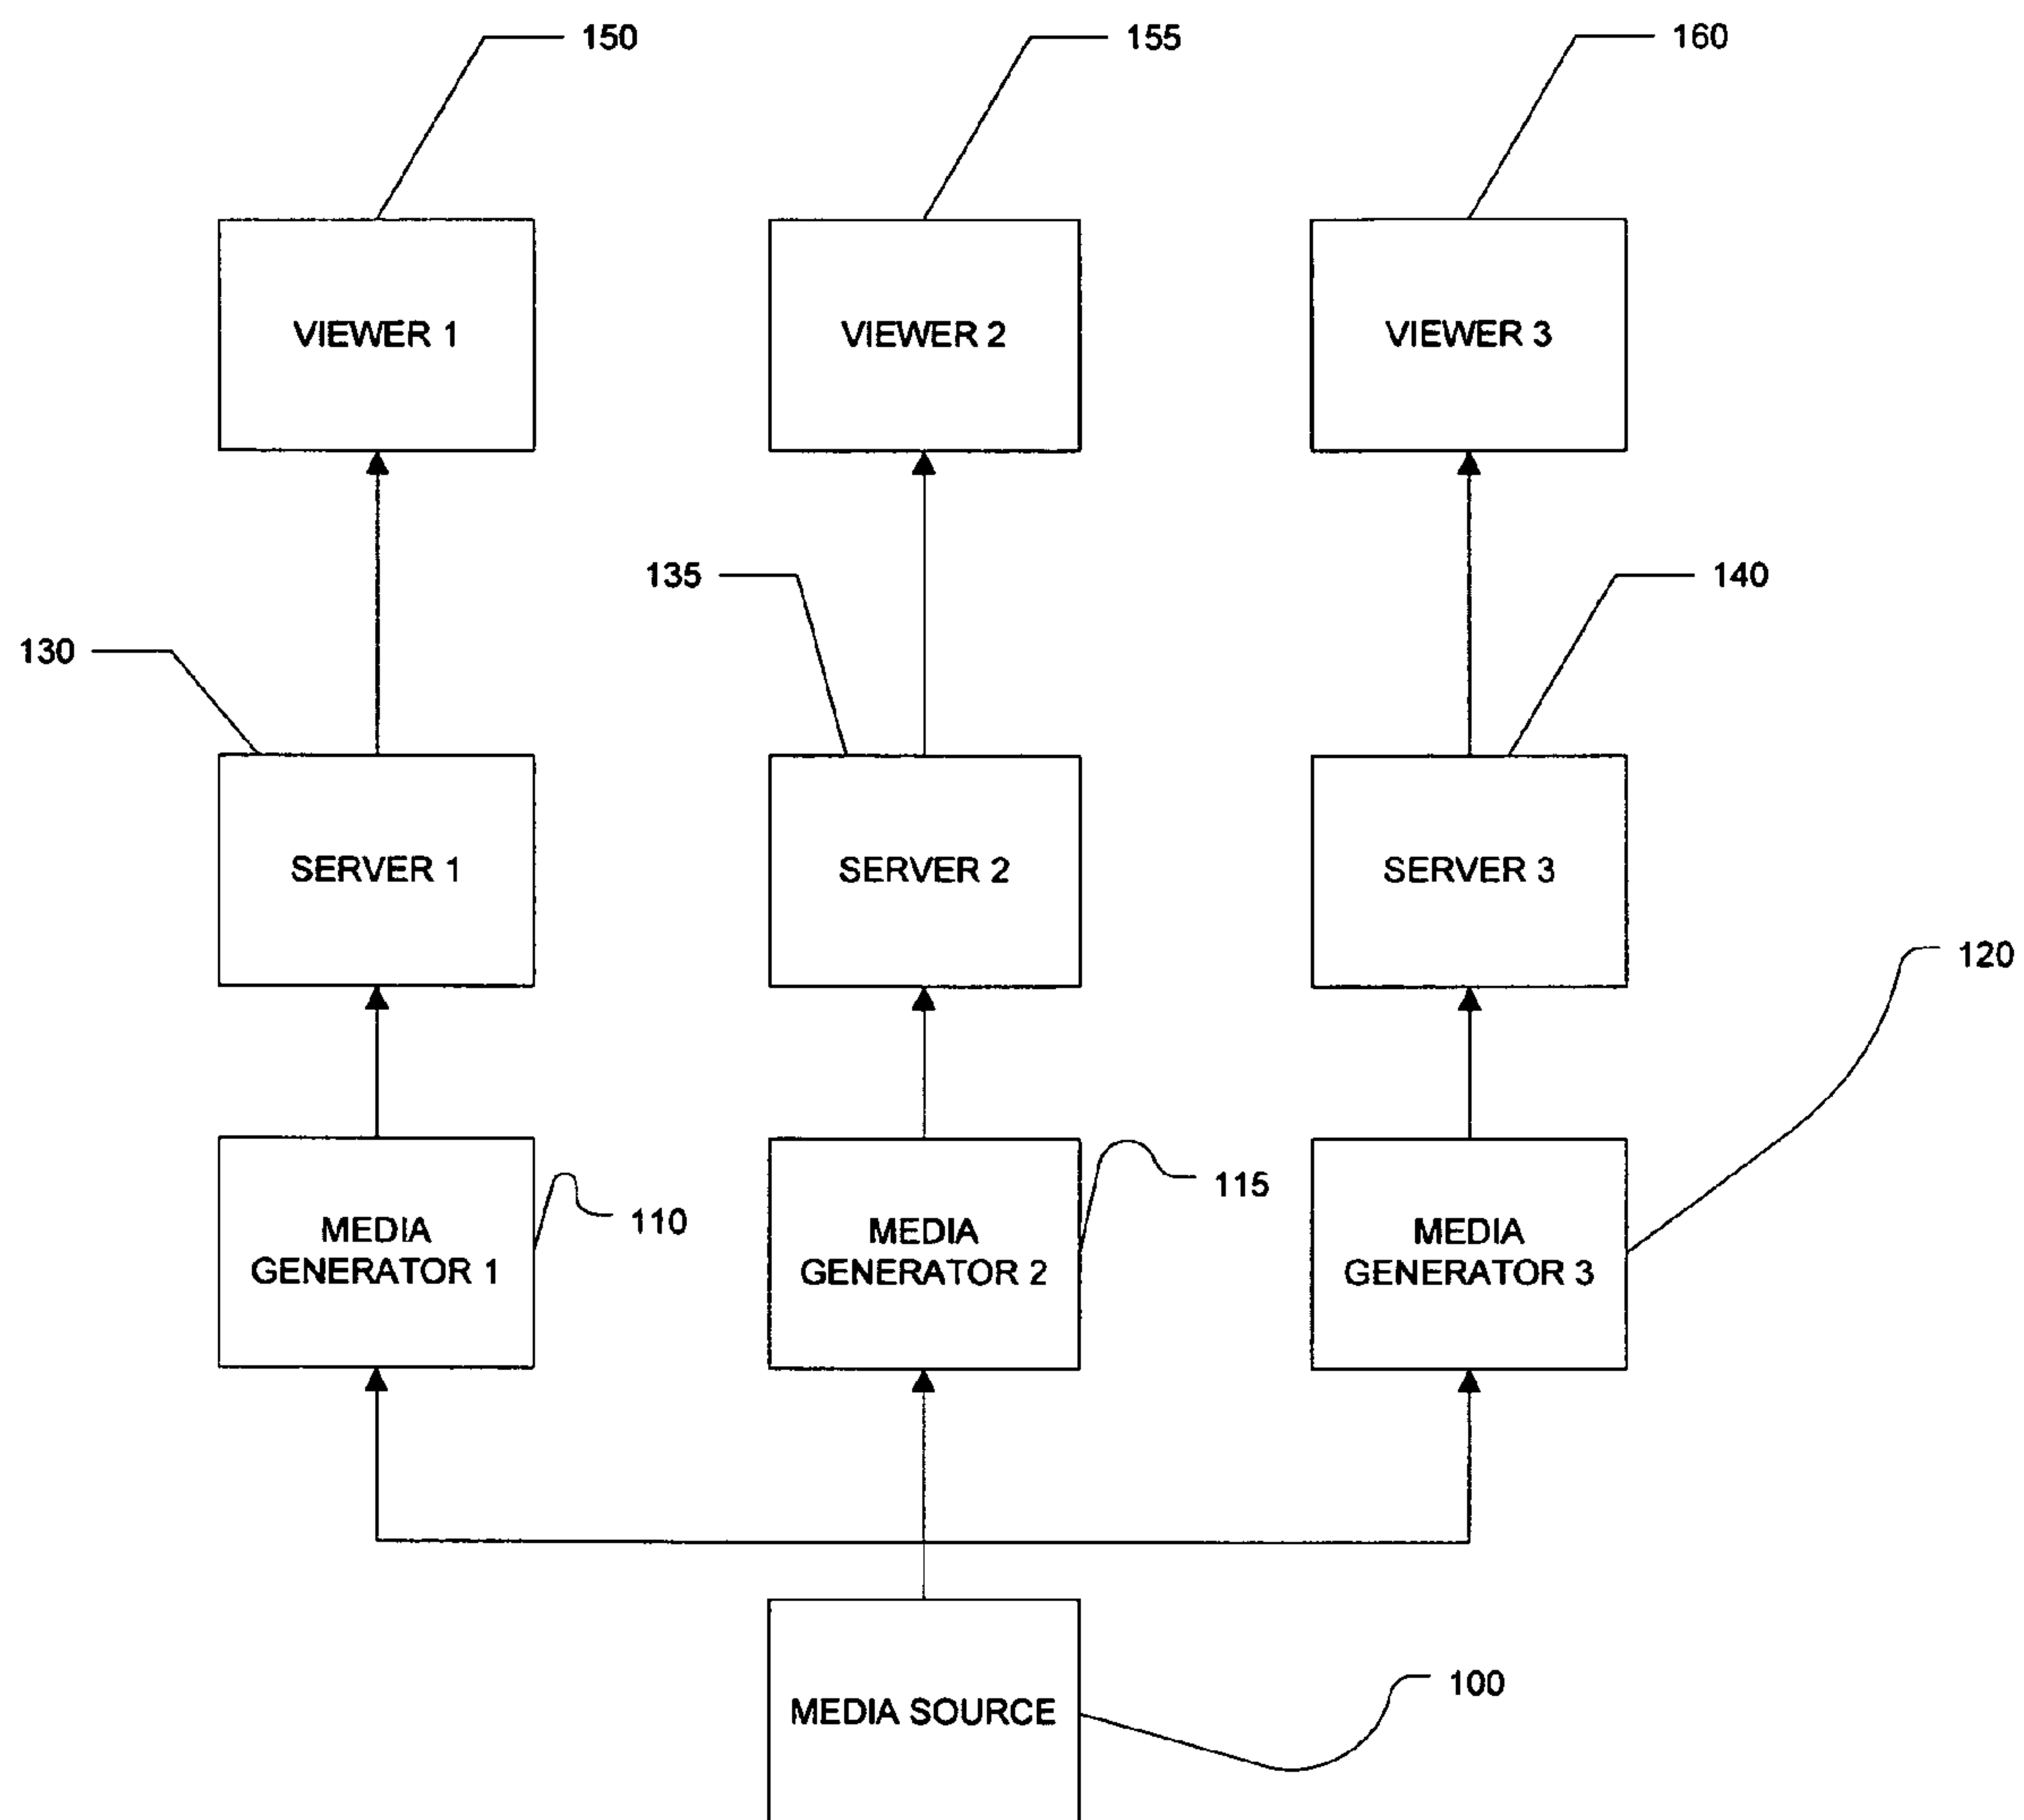 150
155
160
VIEWER 1
VIEWER 2
VIEWER 3
135
140
130
SERVER 1
SERVER 2
SERVER 3
120
115
110
MEDIA
GENERATOR 1
MEDIA
GENERATOR 2
MEDIA
GENERATOR 3
100
MEDIA SOURCE